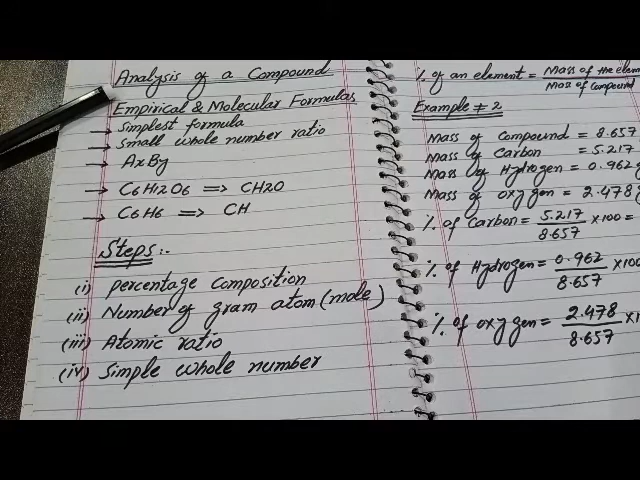 Analysis of a Compound
Empirical & Molecular Formulas
→ Simplest formula
→ Small whole number ratio
→ AxBy
→ C6H12O6 => CH2O
→ C6H6 => CH
Steps:-
(i) Percentage composition
(ii) Number of gram atom (mole)
(iii) Atomic ratio
(iv) Simple whole number
% of an element = Mass of the elem
Mass of Compound
Example # 2
Mass of Compound = 8.657
Mass of Carbon = 5.217
Mass of Hydrogen = 0.962g
Mass of oxygen = 2.478g
% of Carbon = 5.217 ×100 =
8.657
% of Hydrogen = 0.962 ×100
8.657
% of oxygen = 2.478 ×1
8.657